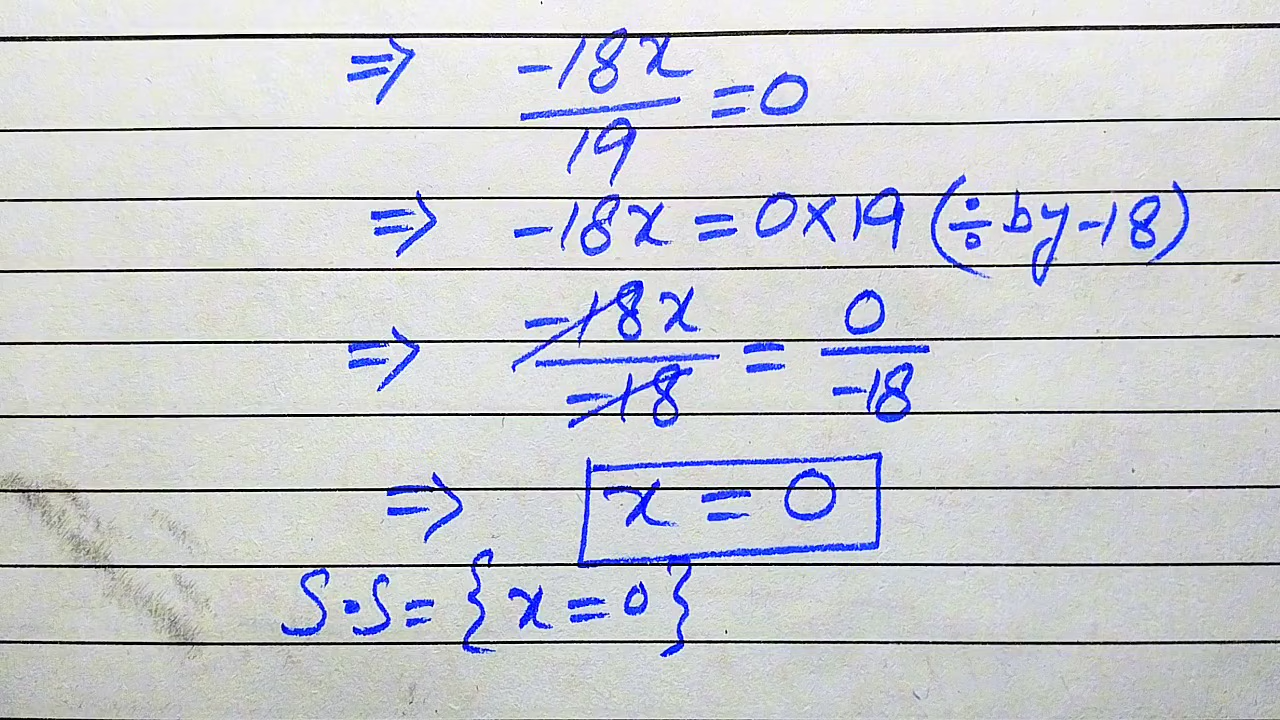 ⇒ -18x/19 = 0
⇒ -18x = 0×19 (÷ by -18)
⇒ -18x/-18 = 0/-18
⇒ x = 0
S.S = {x = 0}